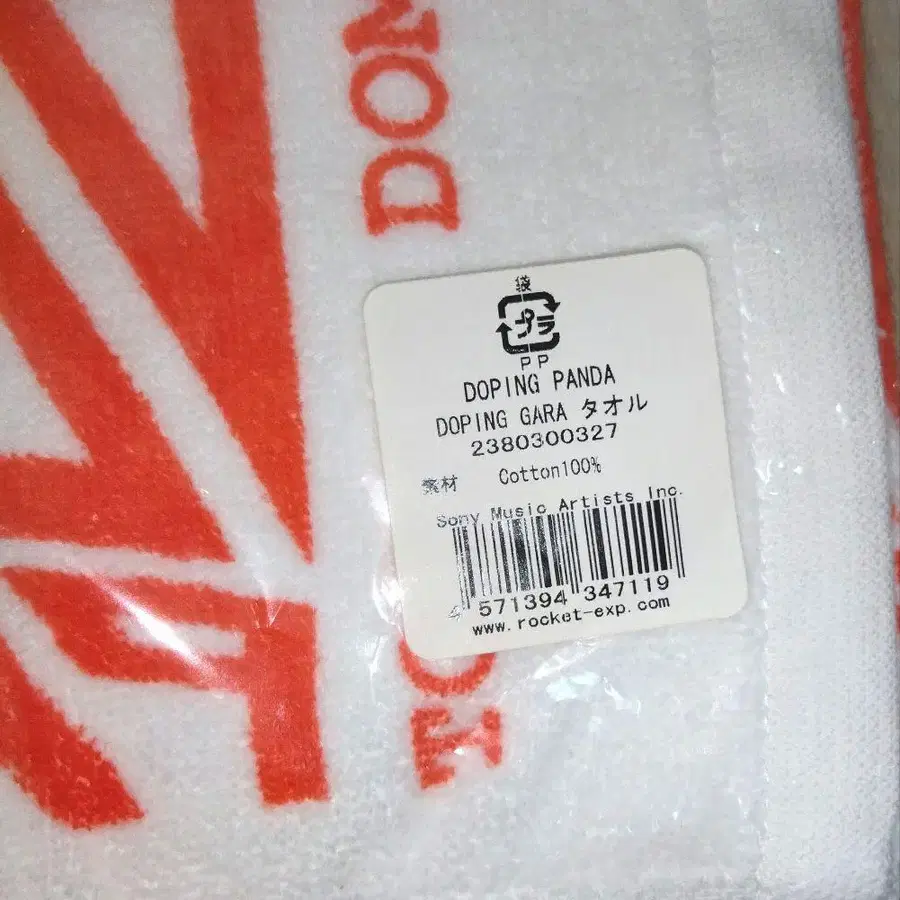 DOM
袋
プラ
PP
DOPING PANDA
DOPING GARA タオル
2380300327
素材 Cotton100%
Sony Music Artists Inc.
4 571394 347119
www.rocket-exp.com